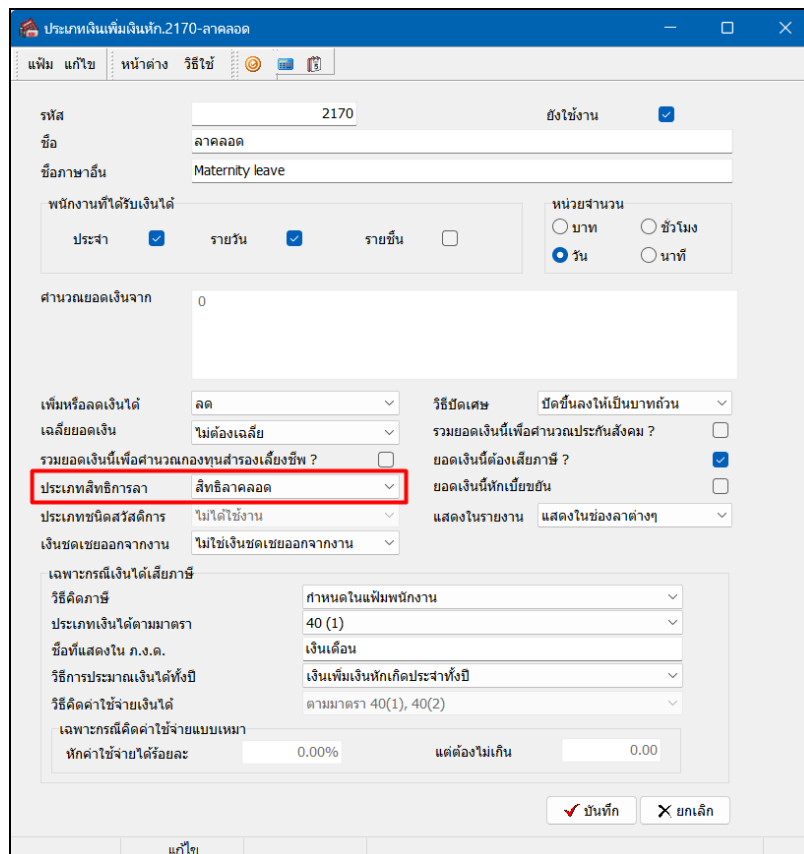 ประเภทเงินเพิ่มเงินหัก.2170-ลาคลอด
แฟ้ม แก้ไข หน้าต่าง วิธีใช้
รหัส 2170 ยังใช้งาน
ชื่อ ลาคลอด
ชื่อภาษาอื่น Maternity leave
พนักงานที่ได้รับเงินได้ หน่วยจำนวน
ประจำ รายวัน รายชิ้น บาท ชั่วโมง
วัน นาที
คำนวณยอดเงินจาก 0
เพิ่มหรือลดเงินได้ ลด วิธีปัดเศษ ปัดขึ้นลงให้เป็นบาทถ้วน
เฉลี่ยยอดเงิน ไม่ต้องเฉลี่ย รวมยอดเงินนี้เพื่อคำนวณประกันสังคม ?
รวมยอดเงินนี้เพื่อคำนวณกองทุนสำรองเลี้ยงชีพ ? ยอดเงินนี้ต้องเสียภาษี ?
ประเภทสิทธิการลา สิทธิลาคลอด ยอดเงินนี้หักเบี้ยขยัน
ประเภทชนิดสวัสดิการ ไม่ได้ใช้งาน แสดงในรายงาน แสดงในช่องลาต่างๆ
เงินชดเชยออกจากงาน ไม่ใช่เงินชดเชยออกจากงาน
เฉพาะกรณีเงินได้เสียภาษี
วิธีคิดภาษี กำหนดในแฟ้มพนักงาน
ประเภทเงินได้ตามมาตรา 40 (1)
ชื่อที่แสดงใน ภ.ง.ด. เงินเดือน
วิธีการประมาณเงินได้ทั้งปี เงินเพิ่มเงินหักเกิดประจำทั้งปี
วิธีคิดค่าใช้จ่ายเงินได้ ตามมาตรา 40(1), 40(2)
เฉพาะกรณีคิดค่าใช้จ่ายแบบเหมา
หักค่าใช้จ่ายได้ร้อยละ 0.00% แต่ต้องไม่เกิน 0.00
บันทึก ยกเลิก
แก้ไข